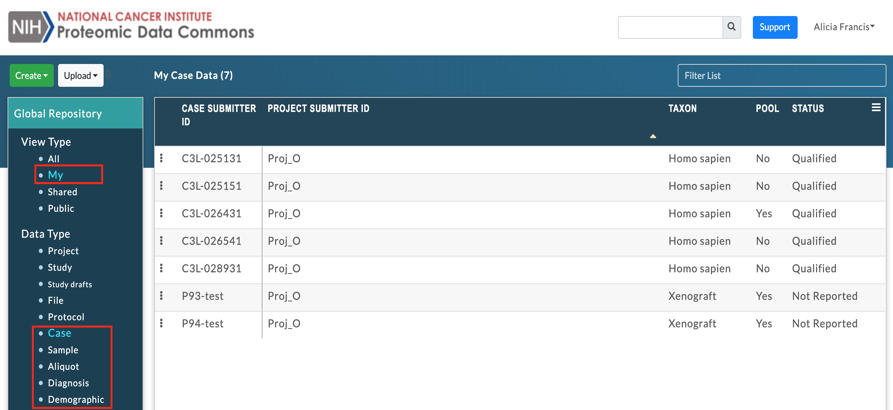 NIH
NATIONAL CANCER INSTITUTE
Proteomic Data Commons
Support
Alicia Francis
Create
Upload
My Case Data (7)
Filter List
Global Repository
View Type
All
My
Shared
Public
Data Type
Project
Study
Study drafts
File
Protocol
Case
Sample
Aliquot
Diagnosis
Demographic
CASE SUBMITTER ID PROJECT SUBMITTER ID TAXON POOL STATUS
C3L-025131 Proj_O Homo sapien No Qualified
C3L-025151 Proj_O Homo sapien No Qualified
C3L-026431 Proj_O Homo sapien Yes Qualified
C3L-026541 Proj_O Homo sapien No Qualified
C3L-028931 Proj_O Homo sapien No Qualified
P93-test Proj_O Xenograft Yes Not Reported
P94-test Proj_O Xenograft Yes Not Reported